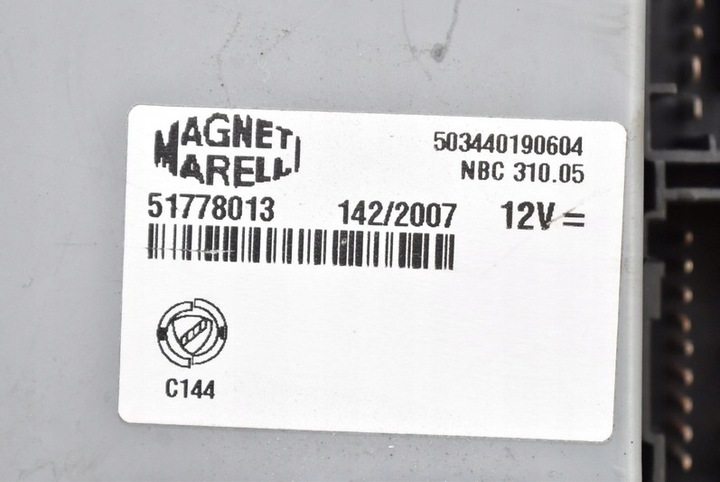 MAGNETI MARELLI
503440190604
NBC 310.05
51778013 142/2007 12V =
C144